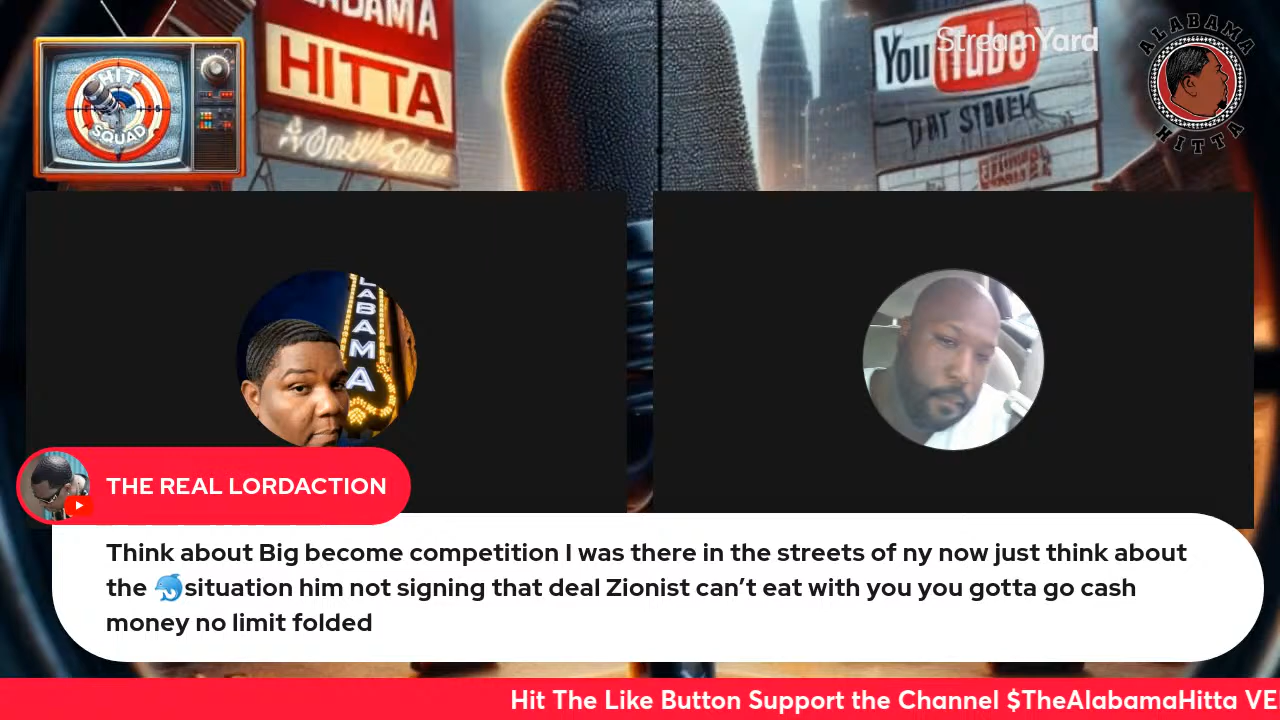 ALABAMA
HITTA
StreamYard
YouTube
ALABAMA
HITTA
HIT
SQUAD
LABAMA
THE REAL LORDACTION
Think about Big become competition I was there in the streets of ny now just think about
the 🐬situation him not signing that deal Zionist can’t eat with you you gotta go cash
money no limit folded
Hit The Like Button Support the Channel $TheAlabamaHitta VE